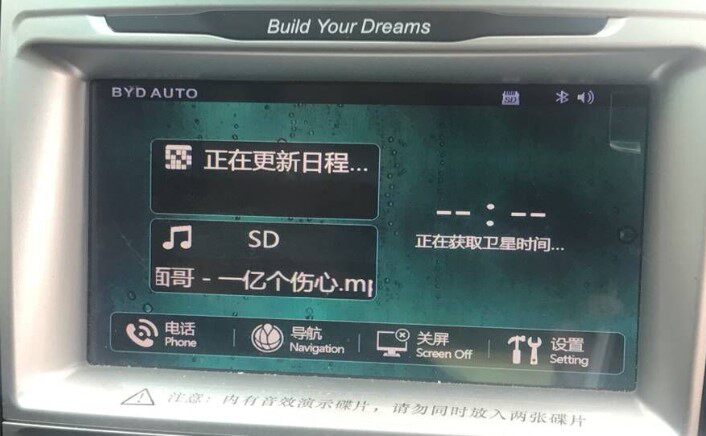 Build Your Dreams
BYD AUTO
SD
正在更新日程...
SD
面哥 - 一亿个伤心.mp
-- : --
正在获取卫星时间...
电话
Phone
导航
Navigation
关屏
Screen Off
设置
Setting
注意：内有音效演示碟片，请勿同时放入两张碟片